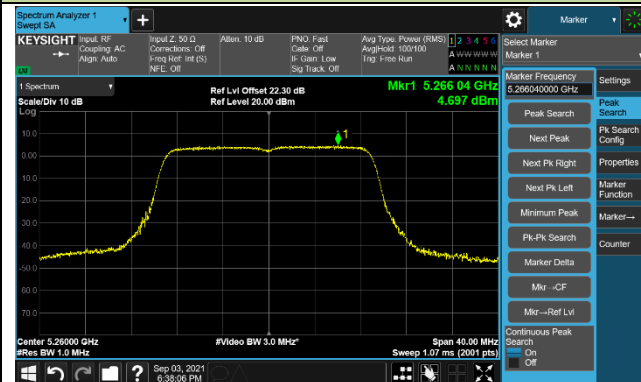 Spectrum Analyzer 1
Swept SA
Marker
KEYSIGHT
Input: RF
Coupling: AC
Align: Auto
Input Z: 50 Ω
Corrections: Off
Freq Ref: Int (S)
NFE: Off
Atten: 10 dB
PNO: Fast
Gate: Off
IF Gain: Low
Sig Track: Off
Avg Type: Power (RMS)
Avg|Hold: 100/100
Trig: Free Run
1 2 3 4 5 6
A W W W W W
A N N N N N
LXI
Select Marker
Marker 1
1 Spectrum
Scale/Div 10 dB
Ref Lvl Offset 22.30 dB
Ref Level 20.00 dBm
Mkr1 5.266 04 GHz
4.697 dBm
Log
10.0
0.00
-10.0
-20.0
-30.0
-40.0
-50.0
-60.0
-70.0
1
Center 5.26000 GHz
#Res BW 1.0 MHz
#Video BW 3.0 MHz*
Span 40.00 MHz
Sweep 1.07 ms (2001 pts)
Marker Frequency
5.266040000 GHz
Peak Search
Next Peak
Next Pk Right
Next Pk Left
Minimum Peak
Pk-Pk Search
Marker Delta
Mkr→CF
Mkr→Ref Lvl
Continuous Peak
Search
On
Off
Settings
Peak
Search
Pk Search
Config
Properties
Marker
Function
Marker→
Counter
Sep 03, 2021
6:38:06 PM